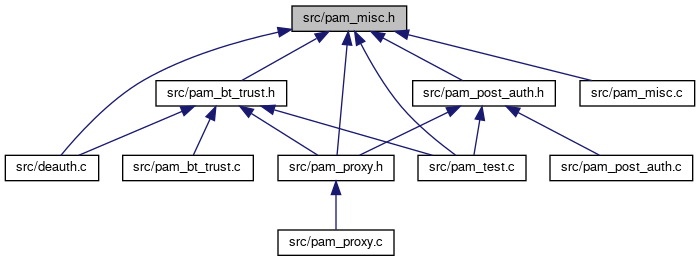 src/pam_misc.h
src/pam_bt_trust.h
src/pam_post_auth.h
src/pam_misc.c
src/deauth.c
src/pam_bt_trust.c
src/pam_proxy.h
src/pam_test.c
src/pam_post_auth.c
src/pam_proxy.c